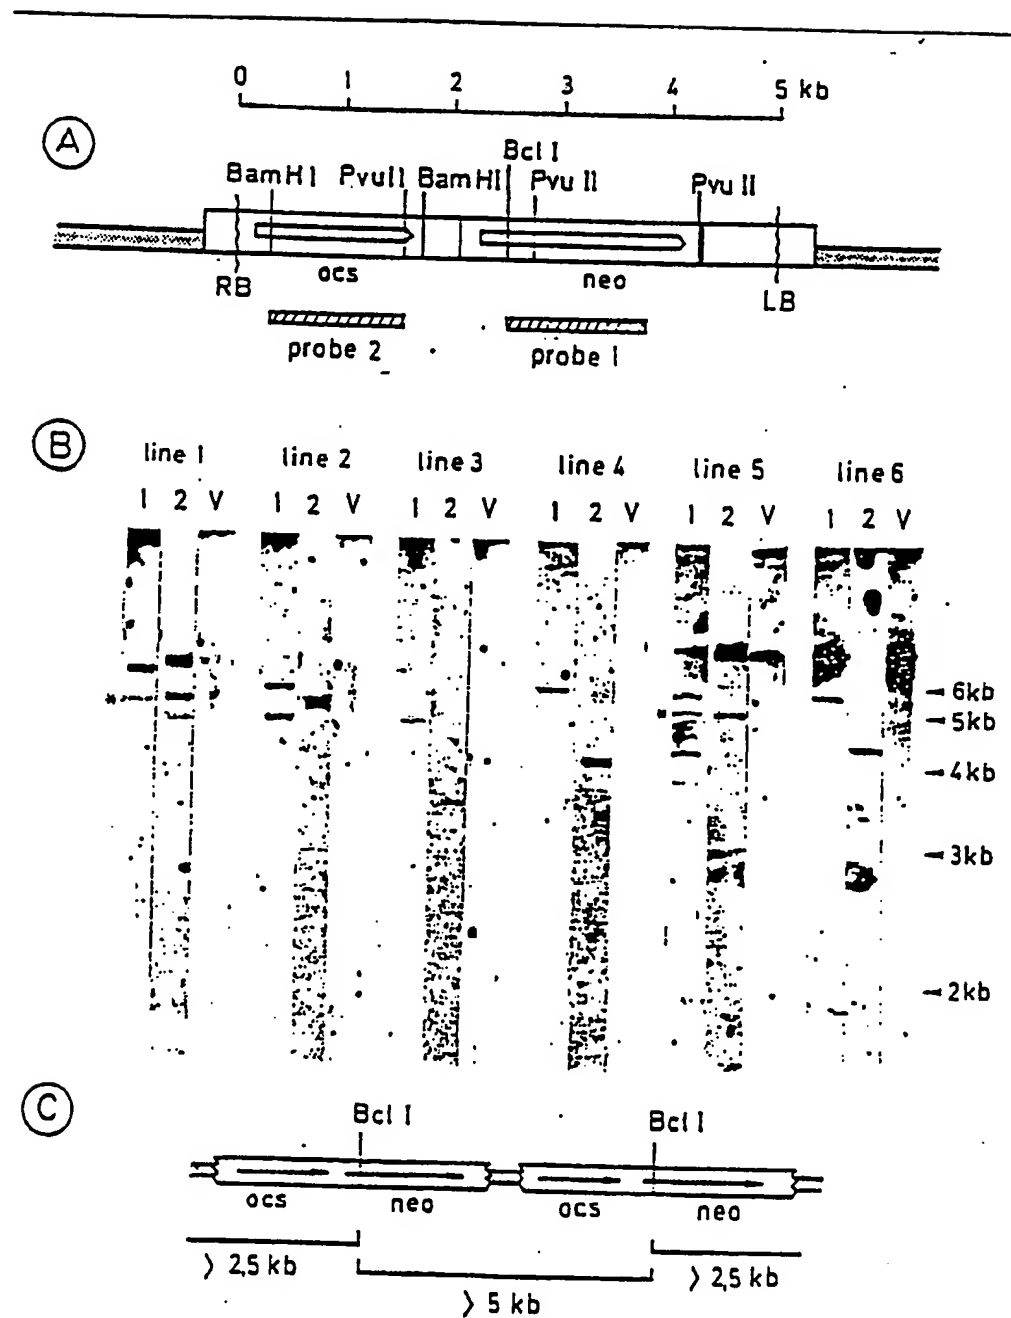 0 1 2 3 4 5 kb
A
Bcl I
BamH I PvuII BamHI Pvu II Pvu II
ocs neo
RB LB
probe 2 probe 1
B
line 1 line 2 line 3 line 4 line 5 line 6
1 2 V 1 2 V 1 2 V 1 2 V 1 2 V 1 2 V
6kb
5kb
4kb
3kb
2kb
C
Bcl I Bcl I
ocs neo ocs neo
> 2,5 kb > 5 kb > 2,5 kb